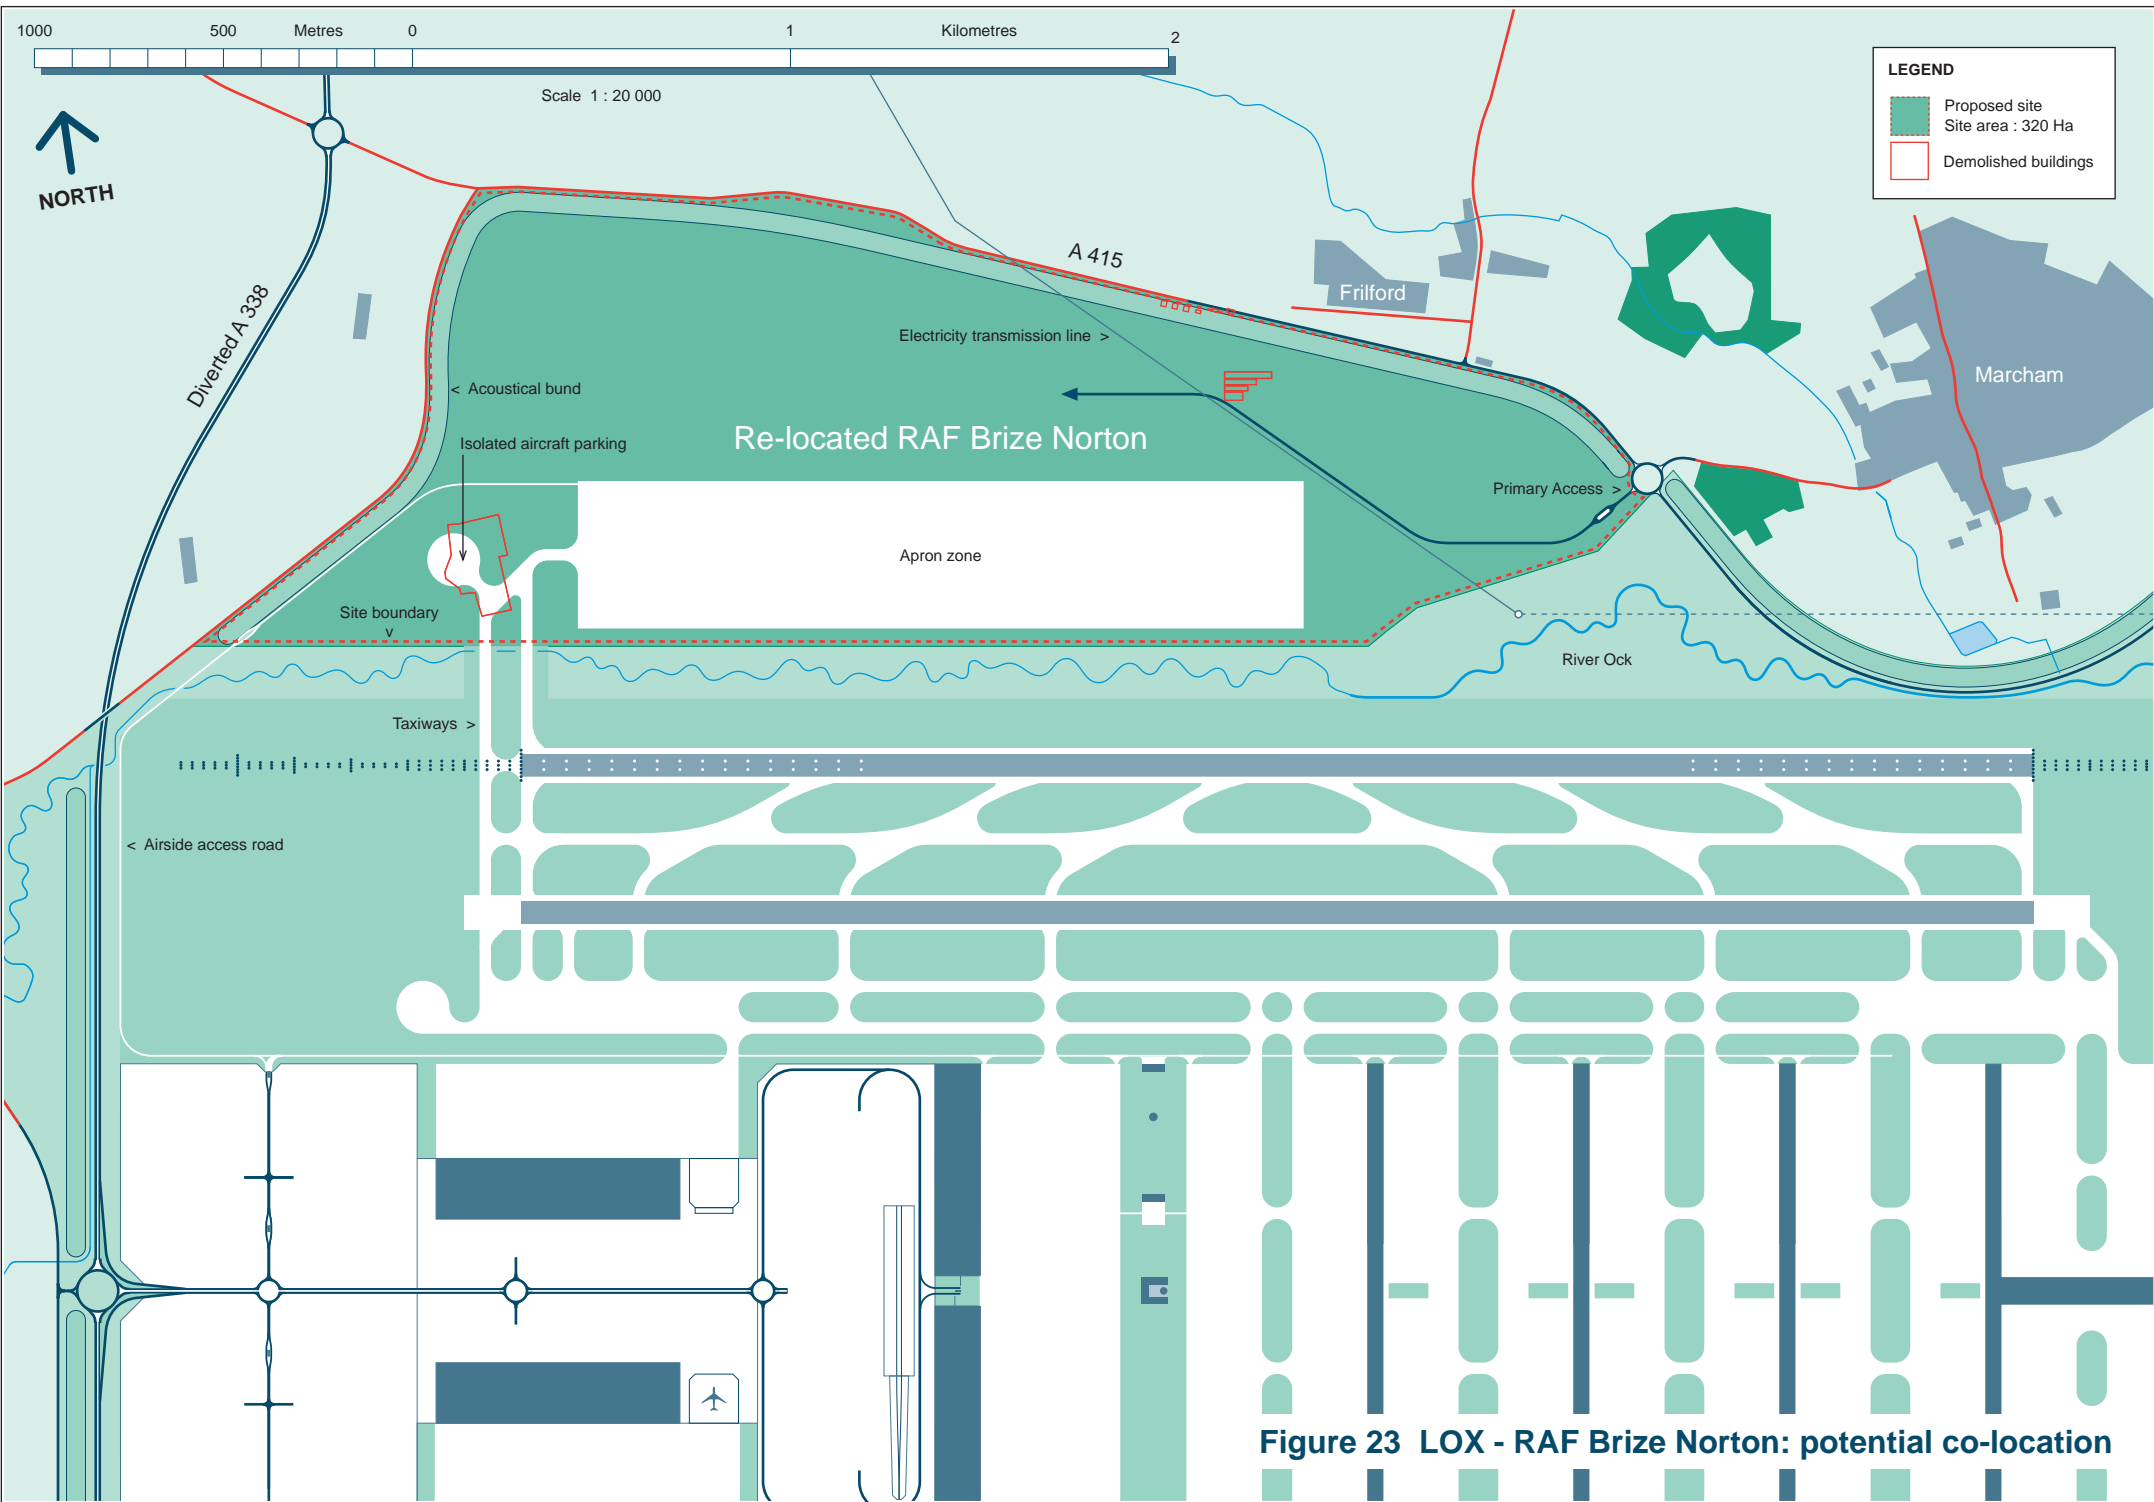 1000 500 Metres 0 1 Kilometres 2
Scale 1 : 20 000
NORTH
LEGEND
Proposed site
Site area : 320 Ha
Demolished buildings
Diverted A 338
A 415
Frilford
Marcham
Electricity transmission line >
< Acoustical bund
Re-located RAF Brize Norton
Isolated aircraft parking
Primary Access >
Apron zone
Site boundary
v
River Ock
Taxiways >
< Airside access road
Figure 23 LOX - RAF Brize Norton: potential co-location